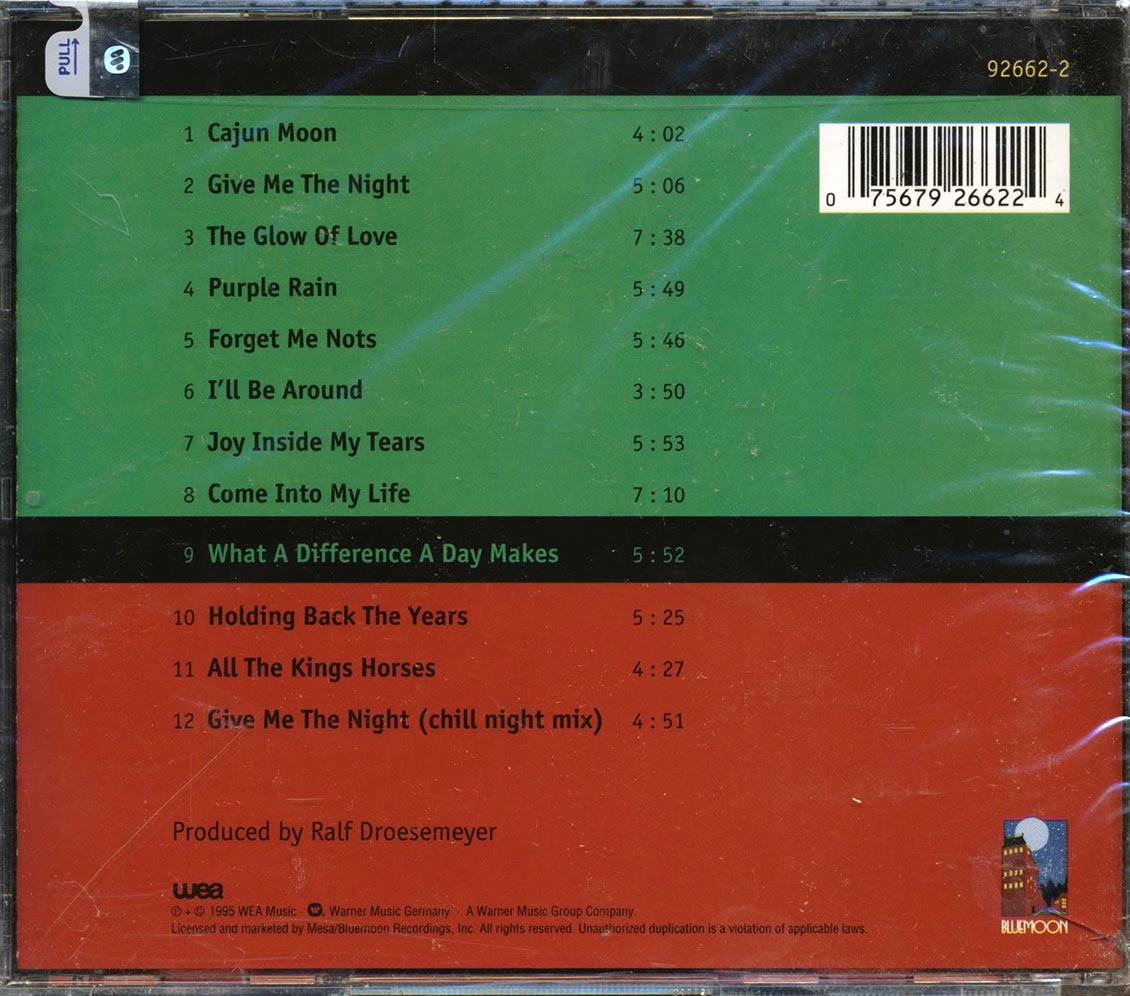 PULL
92662-2
1 Cajun Moon 4 : 02
2 Give Me The Night 5 : 06
3 The Glow Of Love 7 : 38
4 Purple Rain 5 : 49
5 Forget Me Nots 5 : 46
6 I'll Be Around 3 : 50
7 Joy Inside My Tears 5 : 53
8 Come Into My Life 7 : 10
9 What A Difference A Day Makes 5 : 52
10 Holding Back The Years 5 : 25
11 All The Kings Horses 4 : 27
12 Give Me The Night (chill night mix) 4 : 51
0 75679 26622 4
Produced by Ralf Droesemeyer
wea
℗ + © 1995 WEA Music · W, Warner Music Germany · A Warner Music Group Company.
Licensed and marketed by Mesa/Bluemoon Recordings, Inc. All rights reserved. Unauthorized duplication is a violation of applicable laws.
BLUEMOON